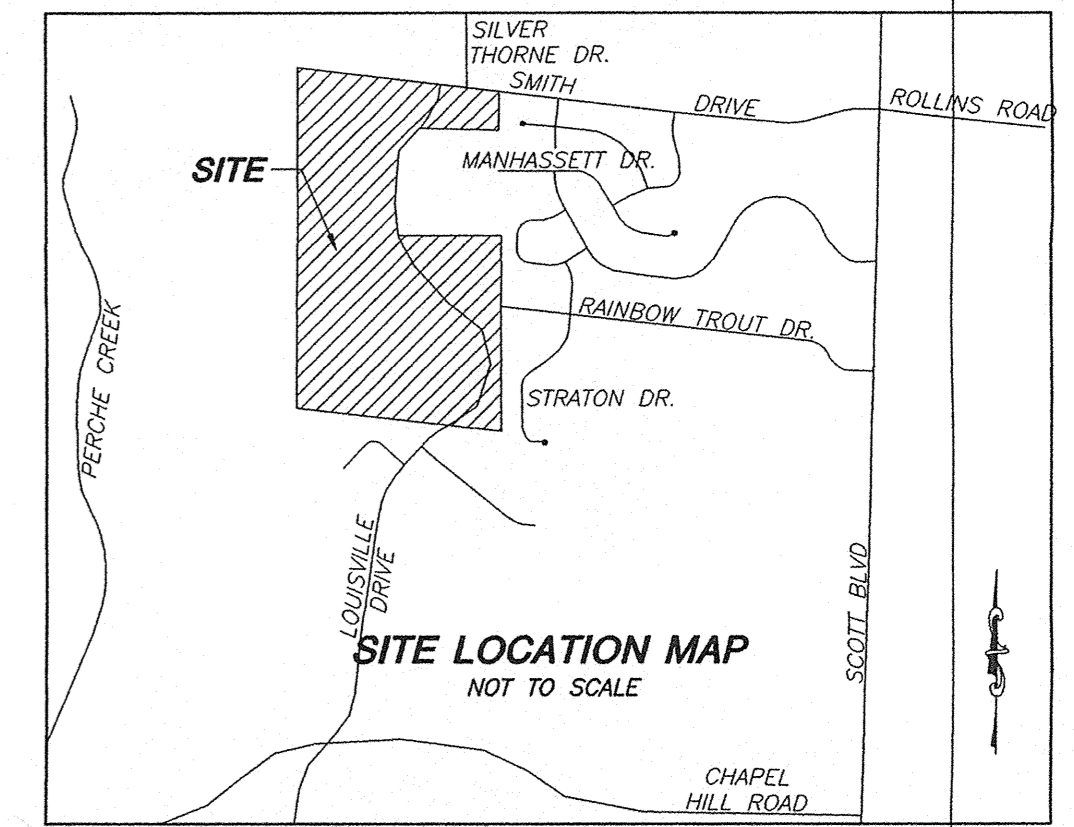 SILVER
THORNE DR.
SMITH
DRIVE
ROLLINS ROAD
SITE
MANHASSETT DR.
RAINBOW TROUT DR.
PERCHE CREEK
STRATON DR.
LOUISVILLE
DRIVE
SCOTT BLVD
SITE LOCATION MAP
NOT TO SCALE
CHAPEL
HILL ROAD